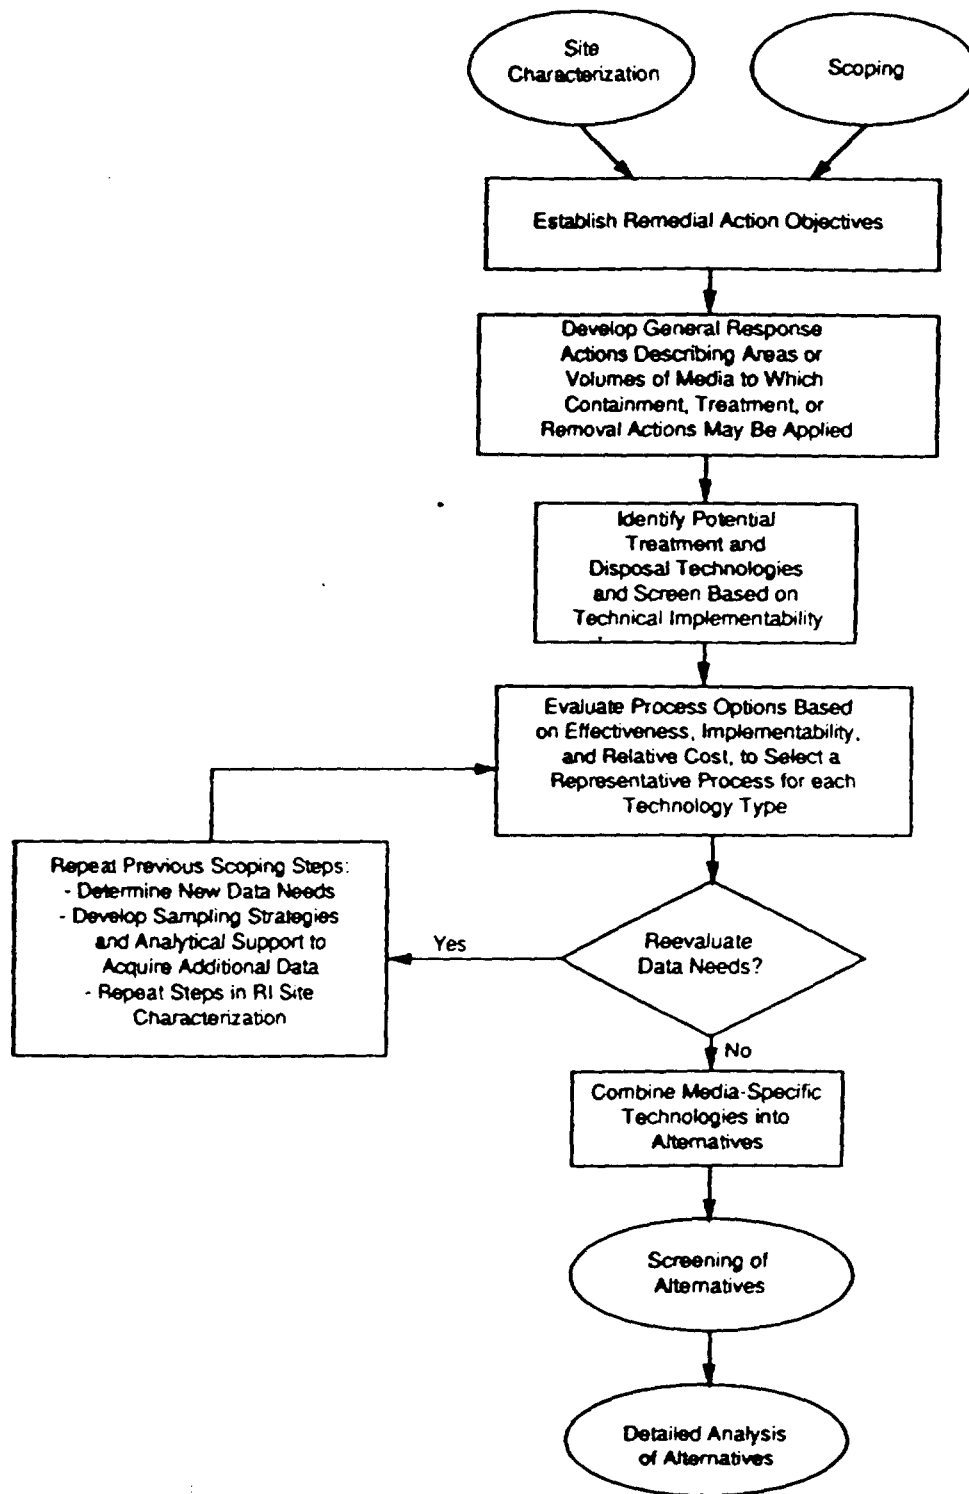 Site
Characterization
Scoping
Establish Remedial Action Objectives
Develop General Response
Actions Describing Areas or
Volumes of Media to Which
Containment, Treatment, or
Removal Actions May Be Applied
Identify Potential
Treatment and
Disposal Technologies
and Screen Based on
Technical Implementability
Evaluate Process Options Based
on Effectiveness, Implementability,
and Relative Cost, to Select a
Representative Process for each
Technology Type
Repeat Previous Scoping Steps:
- Determine New Data Needs
- Develop Sampling Strategies
and Analytical Support to
Acquire Additional Data
- Repeat Steps in RI Site
Characterization
Yes
Reevaluate
Data Needs?
No
Combine Media-Specific
Technologies into
Alternatives
Screening of
Alternatives
Detailed Analysis
of Alternatives